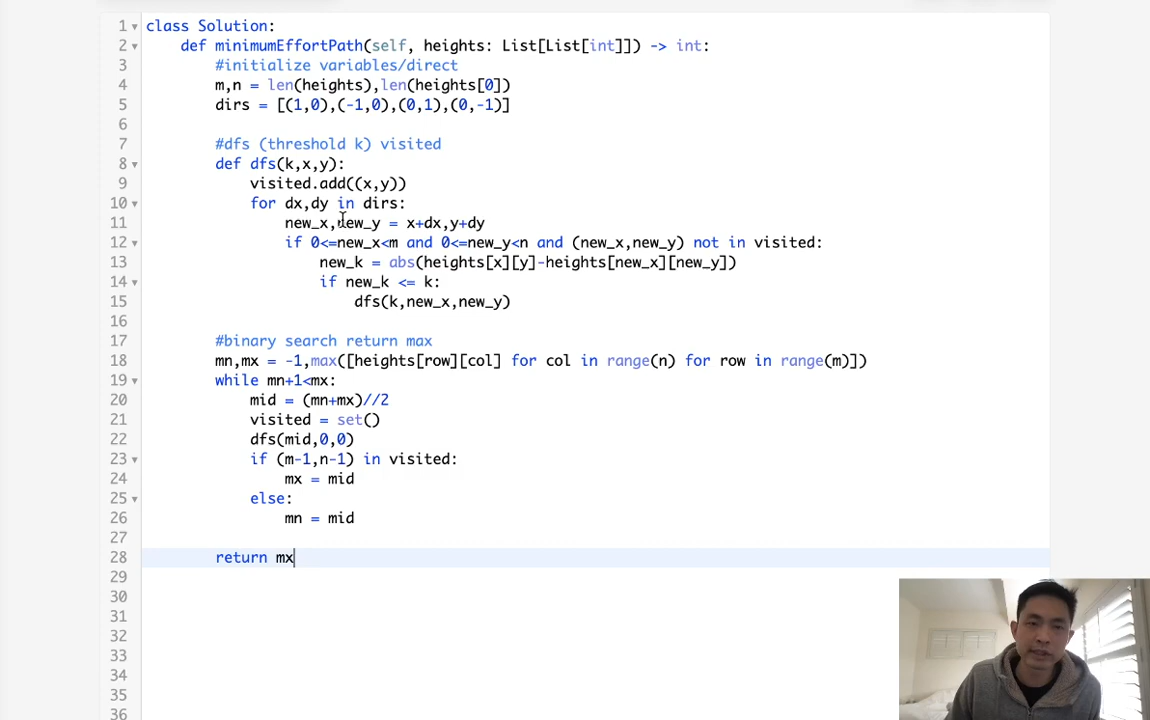 1 class Solution:
2 def minimumEffortPath(self, heights: List[List[int]]) -> int:
3 #initialize variables/direct
4 m,n = len(heights),len(heights[0])
5 dirs = [(1,0),(-1,0),(0,1),(0,-1)]
6
7 #dfs (threshold k) visited
8 def dfs(k,x,y):
9 visited.add((x,y))
10 for dx,dy in dirs:
11 new_x,new_y = x+dx,y+dy
12 if 0<=new_x<m and 0<=new_y<n and (new_x,new_y) not in visited:
13 new_k = abs(heights[x][y]-heights[new_x][new_y])
14 if new_k <= k:
15 dfs(k,new_x,new_y)
16
17 #binary search return max
18 mn,mx = -1,max([heights[row][col] for col in range(n) for row in range(m)])
19 while mn+1<mx:
20 mid = (mn+mx)//2
21 visited = set()
22 dfs(mid,0,0)
23 if (m-1,n-1) in visited:
24 mx = mid
25 else:
26 mn = mid
27
28 return mx
29
30
31
32
33
34
35
36